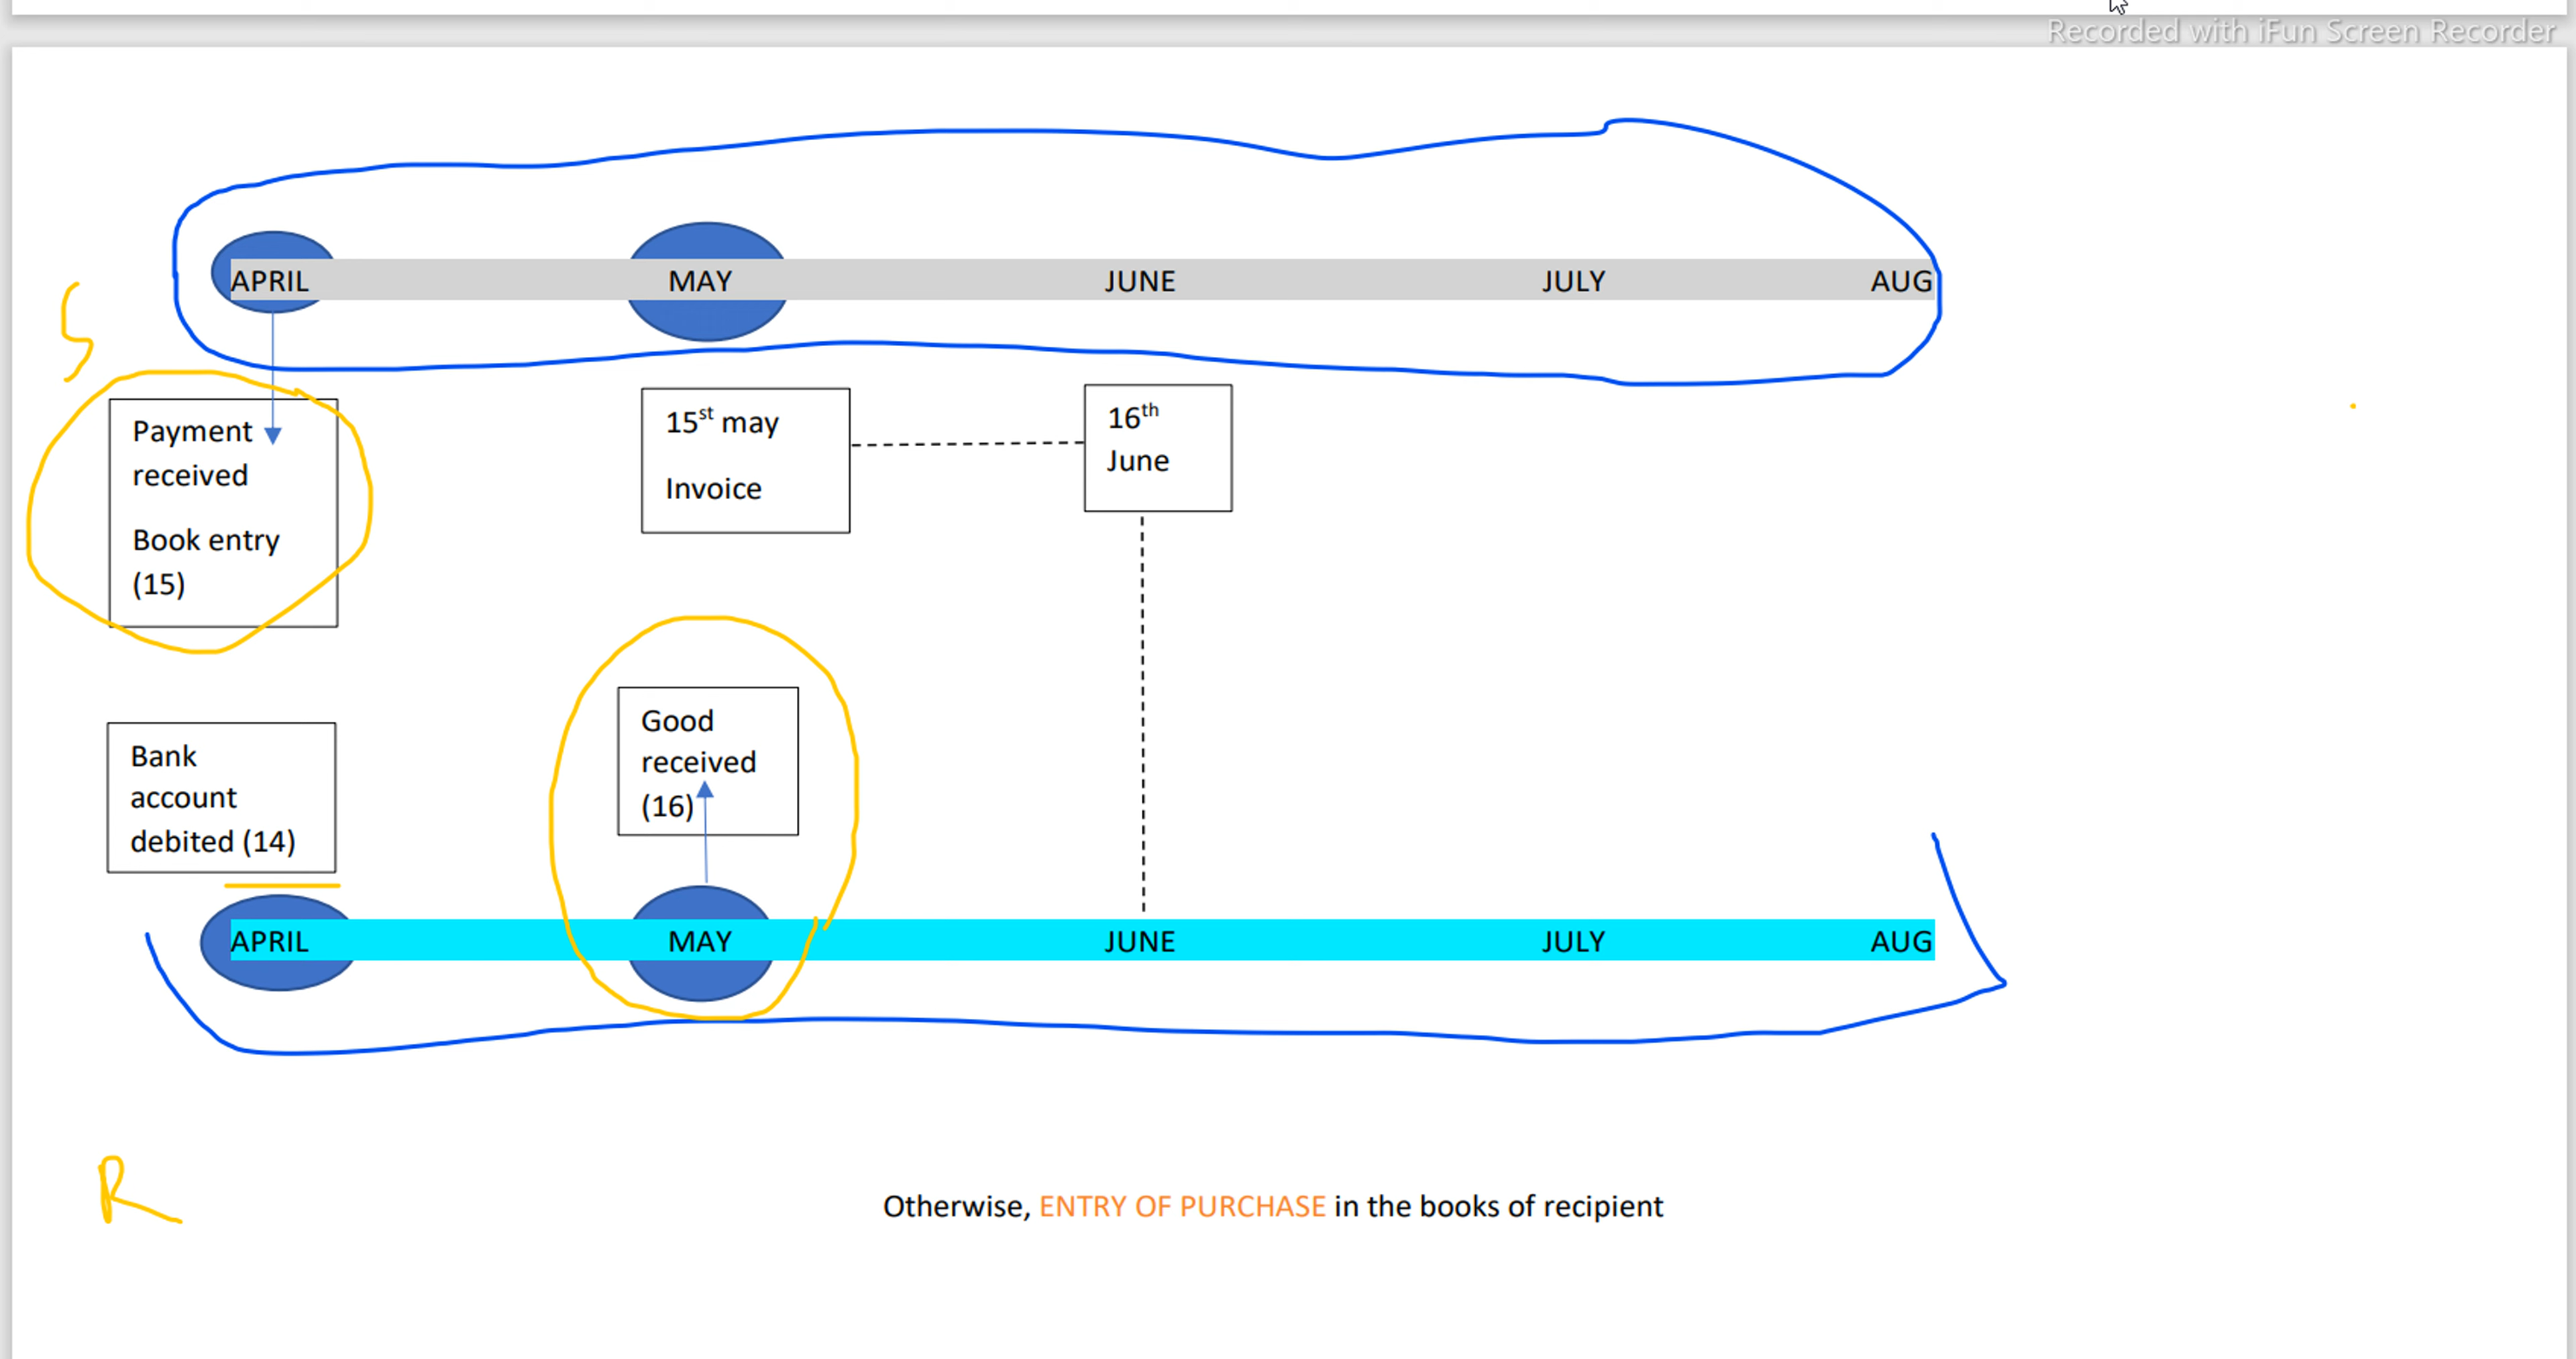 Recorded with iFun Screen Recorder
APRIL MAY JUNE JULY AUG
S
Payment
received
Book entry
(15)
15st may
Invoice
16th
June
Good
received
(16)
Bank
account
debited (14)
APRIL MAY JUNE JULY AUG
R
Otherwise, ENTRY OF PURCHASE in the books of recipient